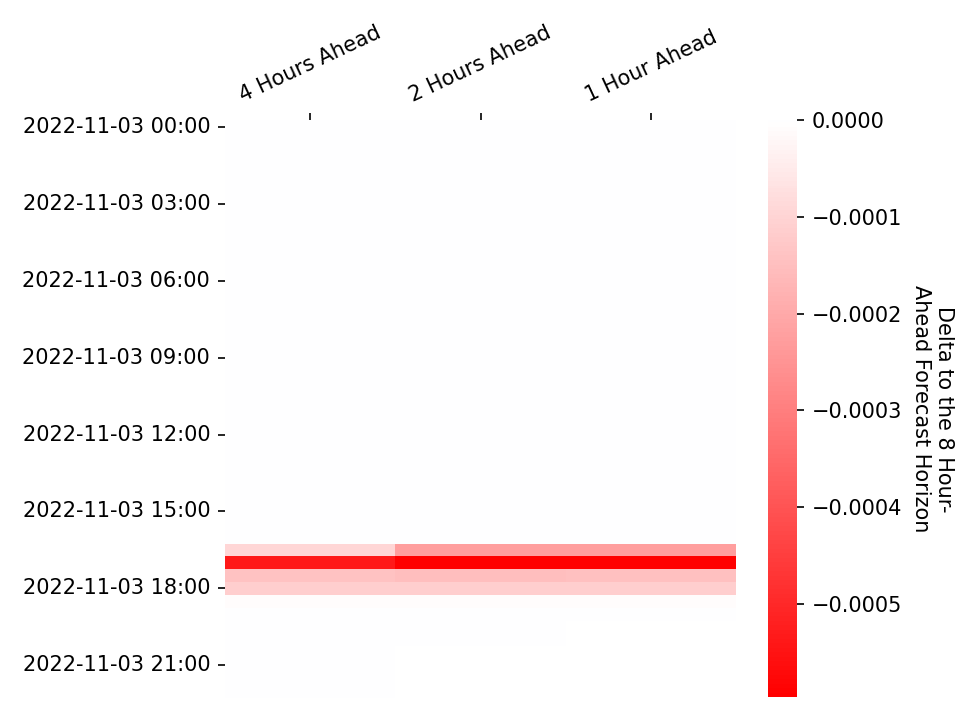 4 Hours Ahead
2 Hours Ahead
1 Hour Ahead
2022-11-03 00:00
2022-11-03 03:00
2022-11-03 06:00
2022-11-03 09:00
2022-11-03 12:00
2022-11-03 15:00
2022-11-03 18:00
2022-11-03 21:00
0.0000
−0.0001
−0.0002
−0.0003
−0.0004
−0.0005
Delta to the 8 Hour-
Ahead Forecast Horizon